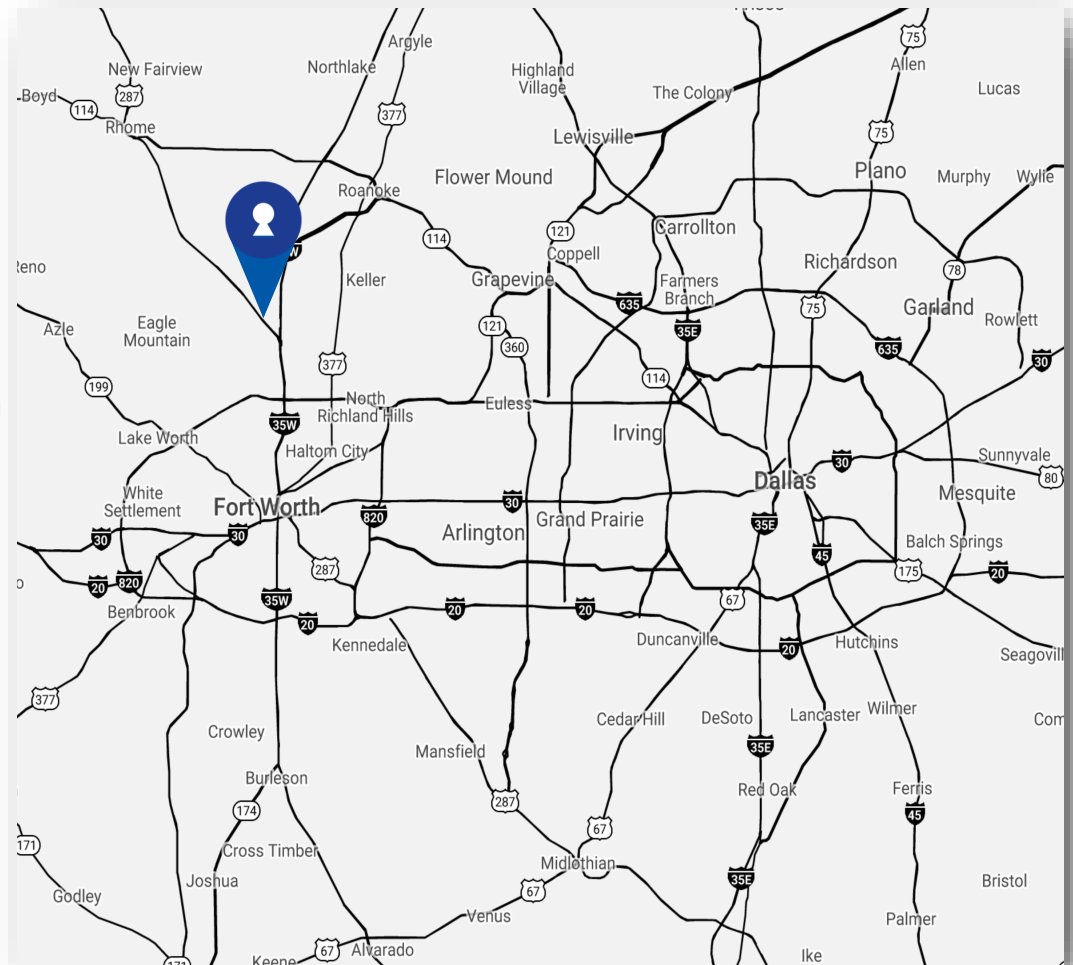 Argyle
75
New Fairview
Northlake
Highland
Village
Allen
287
Boyd
114
377
The Colony
Lucas
Rhome
Lewisville
75
Roanoke
Flower Mound
Plano
Murphy
Wylie
114
121
Carrollton
W
Coppell
Keller
Grapevine
Farmers
Branch
Richardson
78
635
75
Garland
Azle
Eagle
Mountain
121
35E
Rowlett
360
635
30
377
114
199
North
Richland Hills
Euless
35W
Irving
Lake Worth
Haltom City
30
Sunnyvale
80
Dallas
White
Settlement
Fort Worth
30
Mesquite
820
Arlington
Grand Prairie
35E
30
30
45
Balch Springs
287
175
20
20
820
35W
67
Benbrook
20
20
20
Kennedale
Duncanville
20
Hutchins
377
Crowley
Cedar Hill
DeSoto
Lancaster
Wilmer
Mansfield
35E
Burleson
Red Oak
Ferris
287
174
45
67
171
Cross Timber
Midlothian
35E
Joshua
Bristol
Godley
67
Venus
Palmer
67
Alvarado
Keene
Ike
171